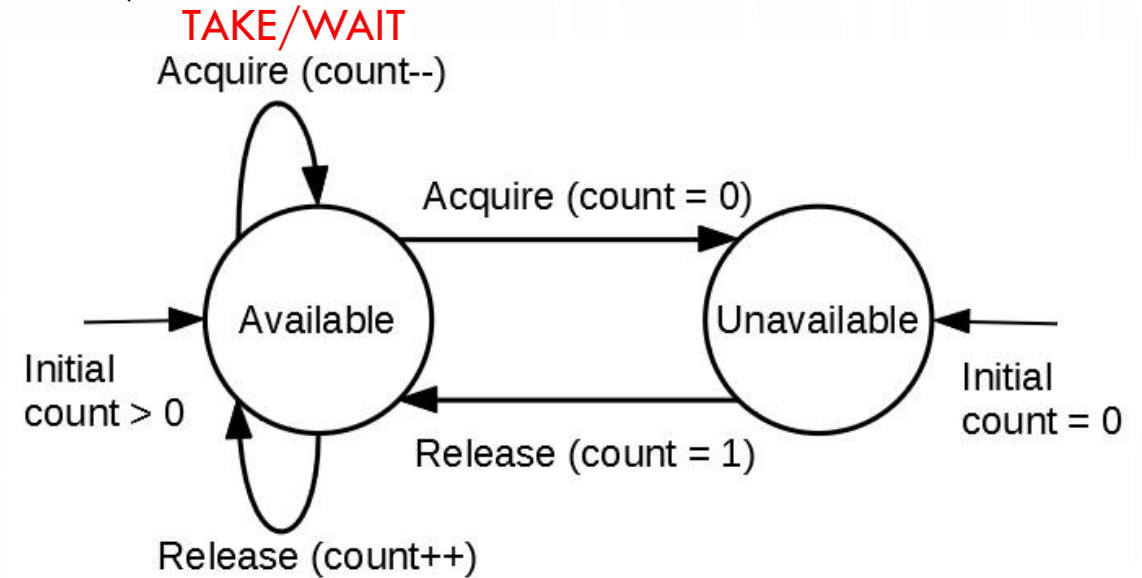 TAKE/WAIT
Acquire (count--)
Acquire (count = 0)
Available
Unavailable
Initial
count > 0
Initial
count = 0
Release (count = 1)
Release (count++)